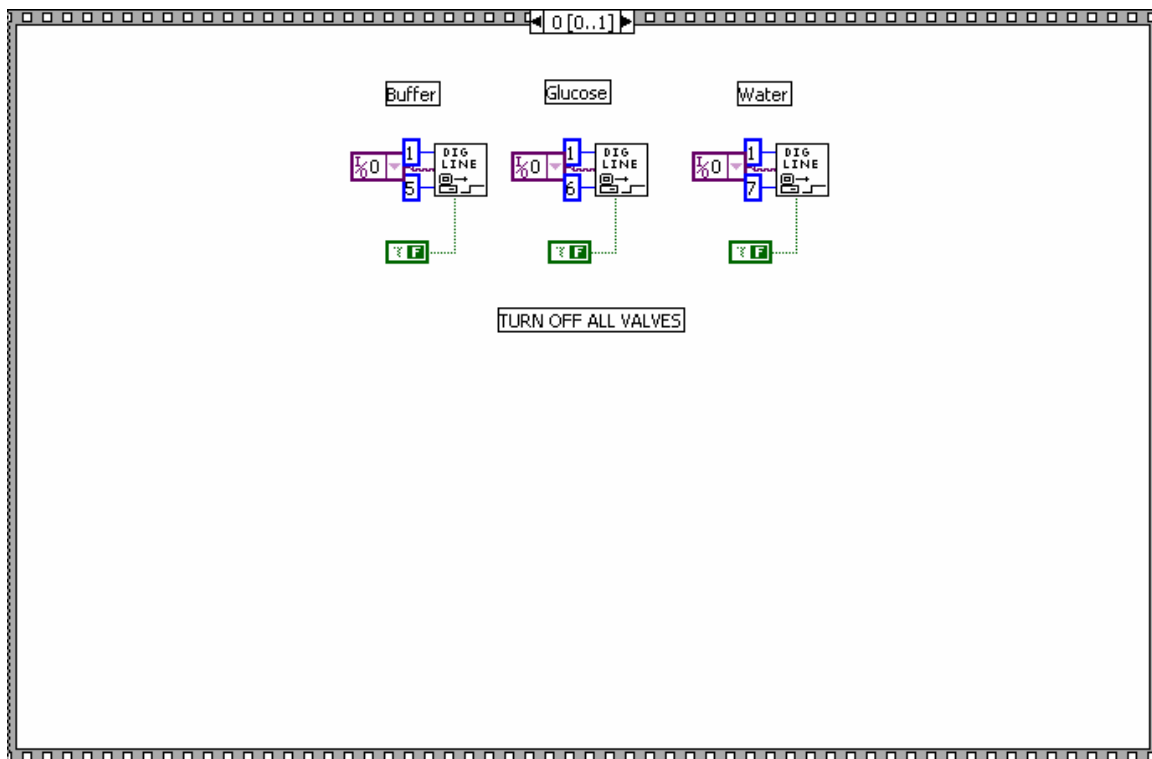 0 [0..1]
Buffer Glucose Water
1 DIG LINE 1 DIG LINE 1 DIG LINE
I/O 0 I/O 0 I/O 0
5 6 7
F F F
TURN OFF ALL VALVES